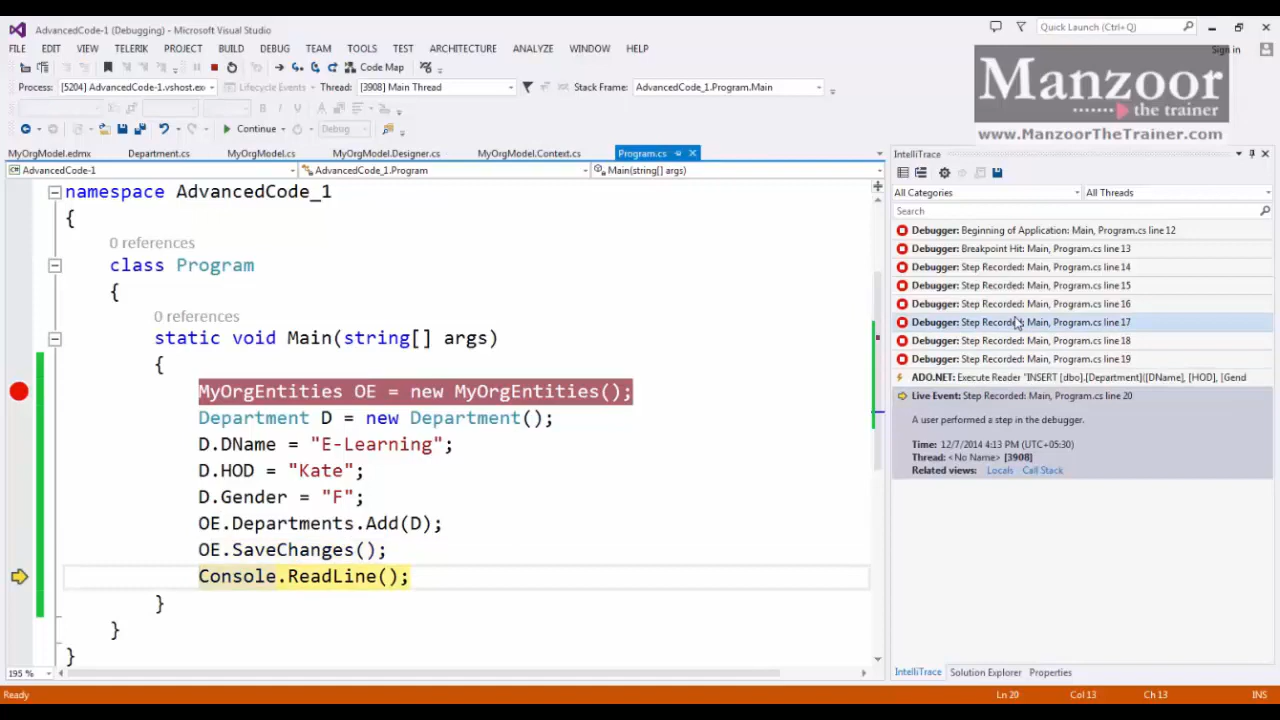 AdvancedCode-1 (Debugging) - Microsoft Visual Studio
Quick Launch (Ctrl+Q)
FILE EDIT VIEW TELERIK PROJECT BUILD DEBUG TEAM TOOLS TEST ARCHITECTURE ANALYZE WINDOW HELP
Sign in
Code Map
Manzoor
the trainer
www.ManzoorTheTrainer.com
Process: [5204] AdvancedCode-1.vshost.ex Lifecycle Events Thread: [3908] Main Thread Stack Frame: AdvancedCode_1.Program.Main
Continue Debug
MyOrgModel.edmx Department.cs MyOrgModel.cs MyOrgModel.Designer.cs MyOrgModel.Context.cs Program.cs
AdvancedCode-1 AdvancedCode_1.Program Main(string[] args)
namespace AdvancedCode_1
{
0 references
class Program
{
0 references
static void Main(string[] args)
{
MyOrgEntities OE = new MyOrgEntities();
Department D = new Department();
D.DName = "E-Learning";
D.HOD = "Kate";
D.Gender = "F";
OE.Departments.Add(D);
OE.SaveChanges();
Console.ReadLine();
}
}
}
195 %
IntelliTrace
All Categories All Threads
Search
Debugger: Beginning of Application: Main, Program.cs line 12
Debugger: Breakpoint Hit: Main, Program.cs line 13
Debugger: Step Recorded: Main, Program.cs line 14
Debugger: Step Recorded: Main, Program.cs line 15
Debugger: Step Recorded: Main, Program.cs line 16
Debugger: Step Recorded: Main, Program.cs line 17
Debugger: Step Recorded: Main, Program.cs line 18
Debugger: Step Recorded: Main, Program.cs line 19
ADO.NET: Execute Reader "INSERT [dbo].[Department]([DName], [HOD], [Gend
Live Event: Step Recorded: Main, Program.cs line 20
A user performed a step in the debugger.
Time: 12/7/2014 4:13 PM (UTC+05:30)
Thread: <No Name> [3908]
Related views: Locals Call Stack
IntelliTrace Solution Explorer Properties
Ready Ln 20 Col 13 Ch 13 INS